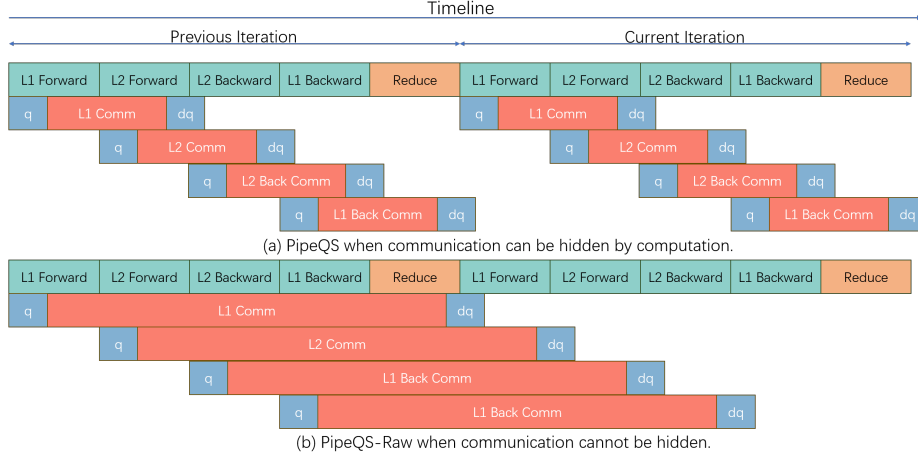 Timeline
Previous Iteration Current Iteration
L1 Forward L2 Forward L2 Backward L1 Backward Reduce L1 Forward L2 Forward L2 Backward L1 Backward Reduce
q L1 Comm dq q L1 Comm dq
q L2 Comm dq q L2 Comm dq
q L2 Back Comm dq q L2 Back Comm dq
q L1 Back Comm dq q L1 Back Comm dq
(a) PipeQS when communication can be hidden by computation.
L1 Forward L2 Forward L2 Backward L1 Backward Reduce L1 Forward L2 Forward L2 Backward L1 Backward Reduce
q L1 Comm dq
q L2 Comm dq
q L1 Back Comm dq
q L1 Back Comm dq
(b) PipeQS-Raw when communication cannot be hidden.